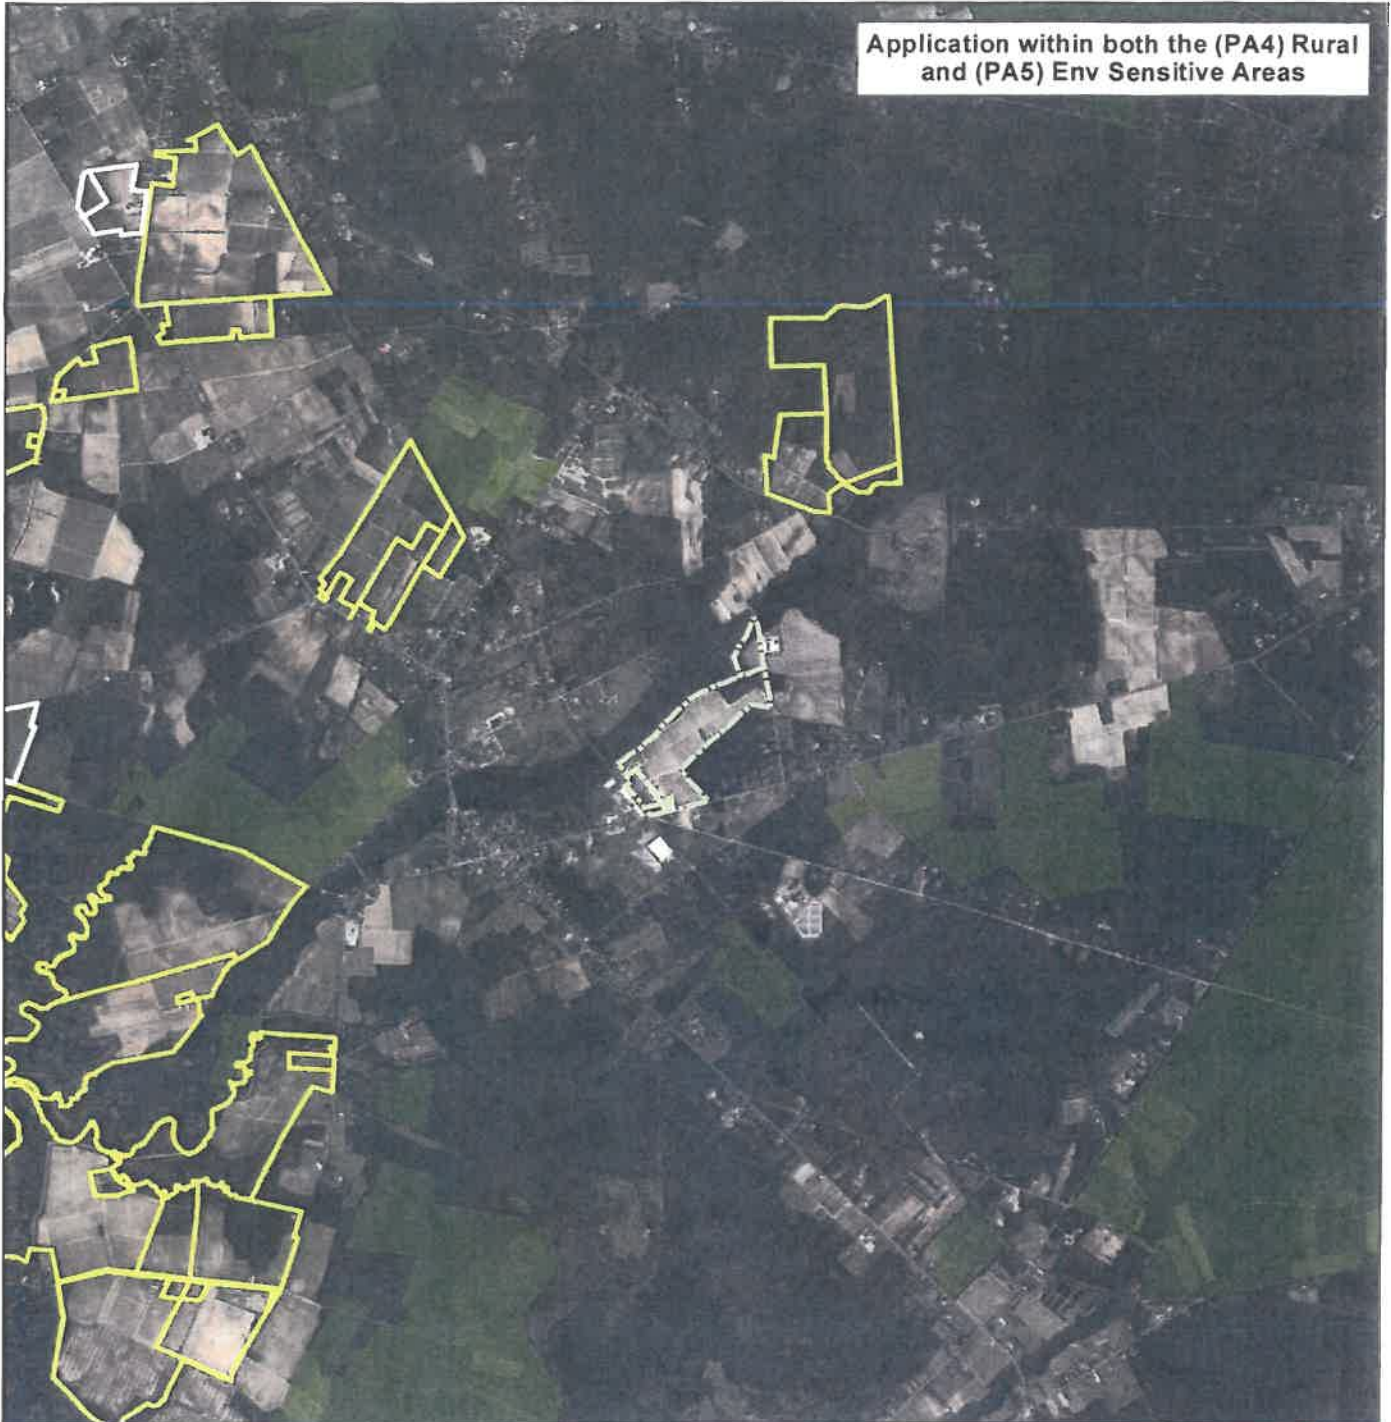 Application within both the (PA4) Rural
and (PA5) Env Sensitive Areas